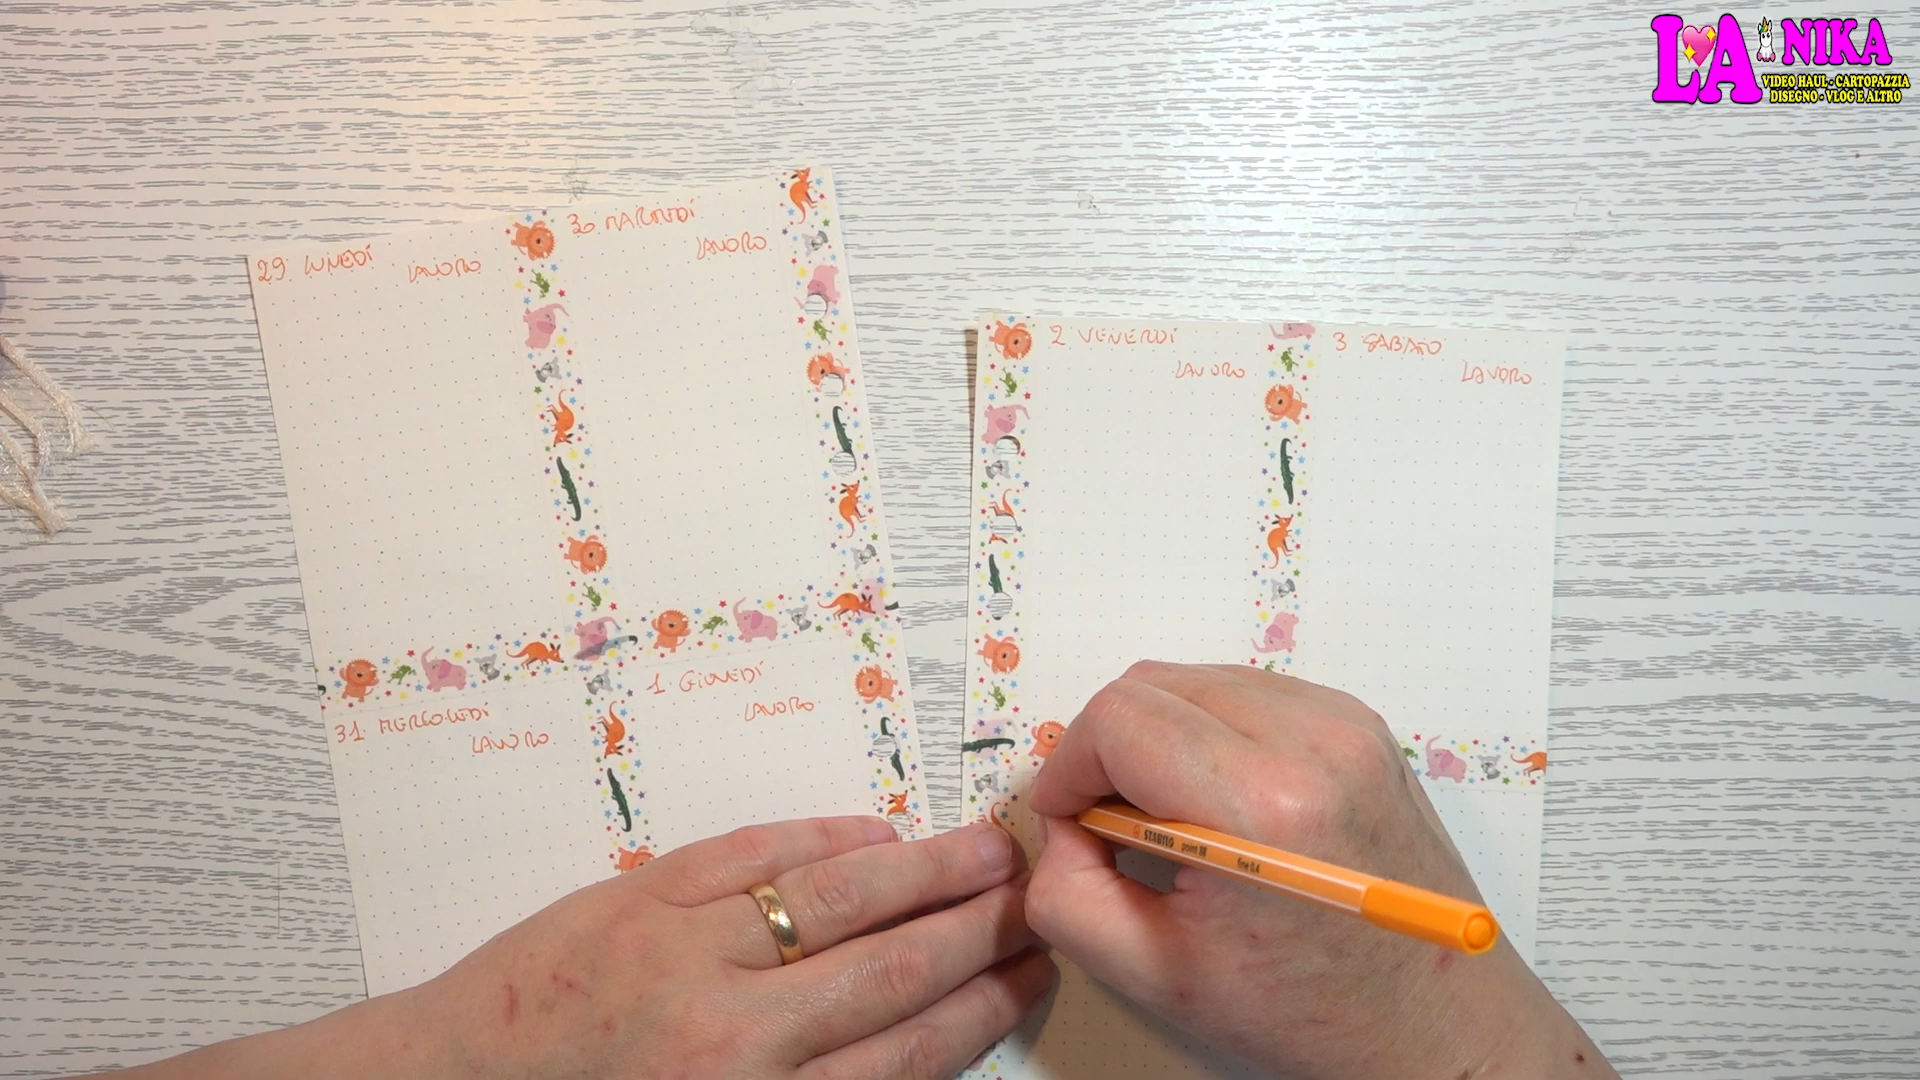 LA NIKA
VIDEO HAUL - CARTOPAZZIA
DISEGNO - VLOG E ALTRO
29 LUNEDÌ
LAVORO
30 MARTEDÌ
LAVORO
31 MERCOLEDÌ
LAVORO
1 GIOVEDÌ
LAVORO
2 VENERDÌ
LAVORO
3 SABATO
LAVORO
STABILO point 88 fine 0.4